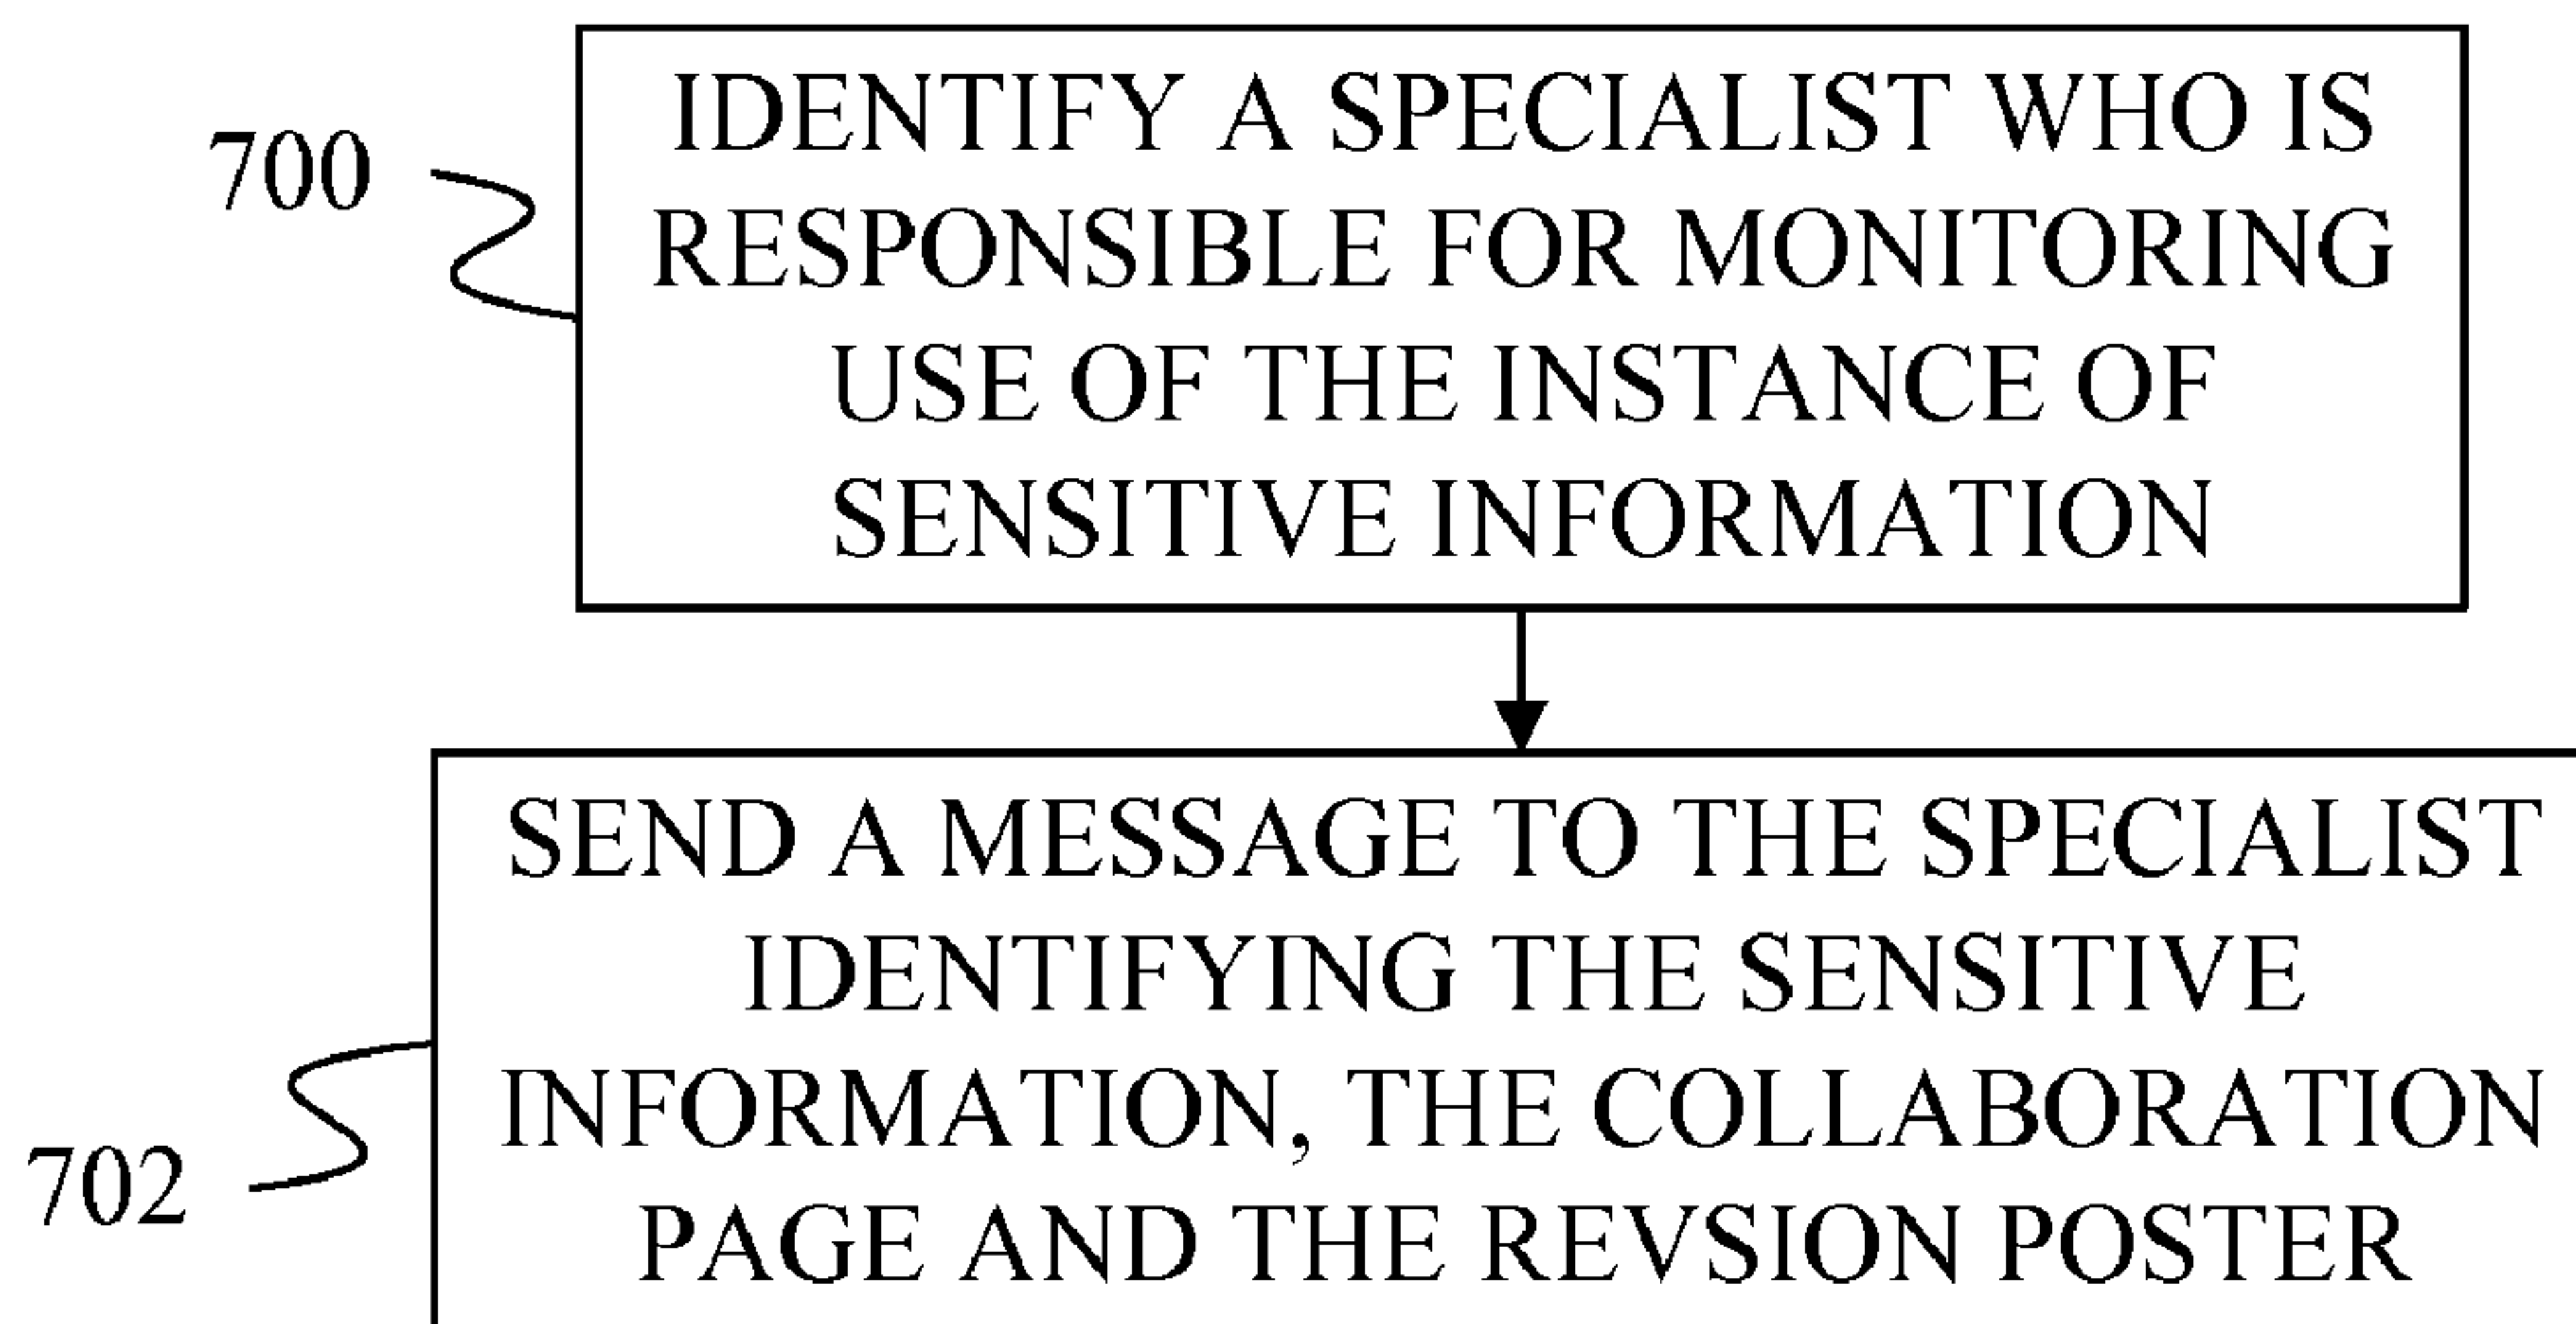 700
IDENTIFY A SPECIALIST WHO IS
RESPONSIBLE FOR MONITORING
USE OF THE INSTANCE OF
SENSITIVE INFORMATION
702
SEND A MESSAGE TO THE SPECIALIST
IDENTIFYING THE SENSITIVE
INFORMATION, THE COLLABORATION
PAGE AND THE REVSION POSTER